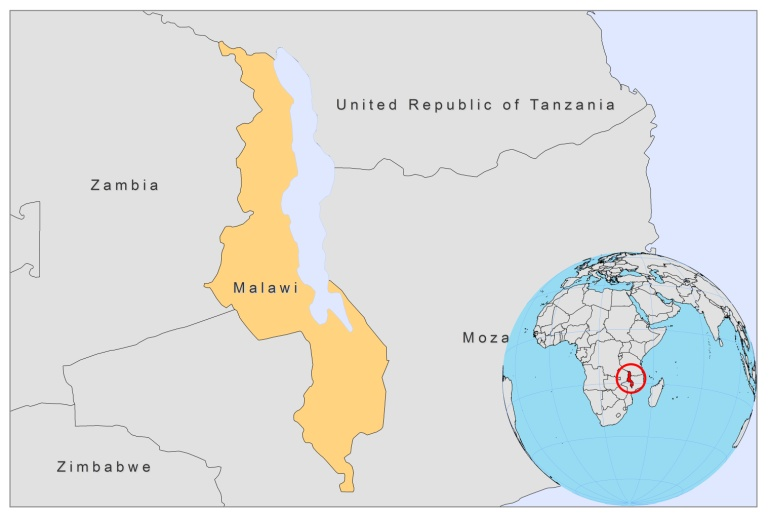 United Republic of Tanzania
Zambia
Malawi
Moza
Zimbabwe